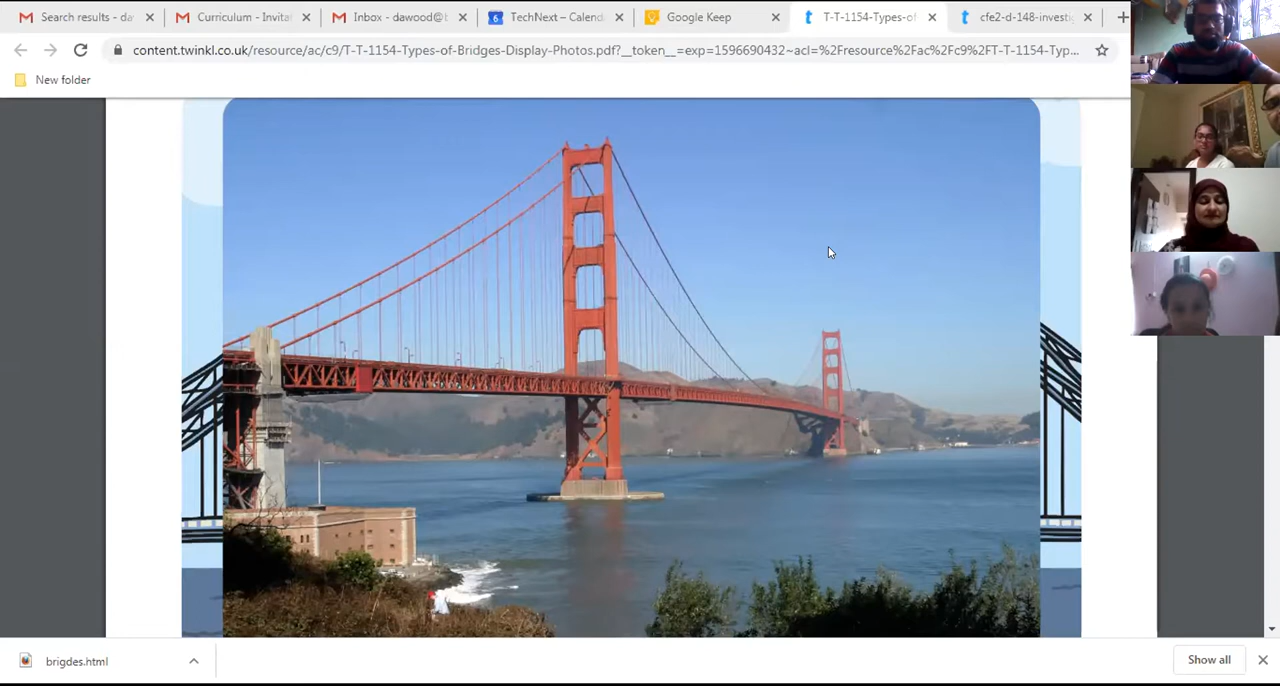 Search results - da
Curriculum - Invitat
Inbox - dawood@t
TechNext – Calend
Google Keep
T-T-1154-Types-of
cfe2-d-148-investig
content.twinkl.co.uk/resource/ac/c9/T-T-1154-Types-of-Bridges-Display-Photos.pdf?__token__=exp=1596690432~acl=%2Fresource%2Fac%2Fc9%2FT-T-1154-Typ...
New folder
brigdes.html
Show all